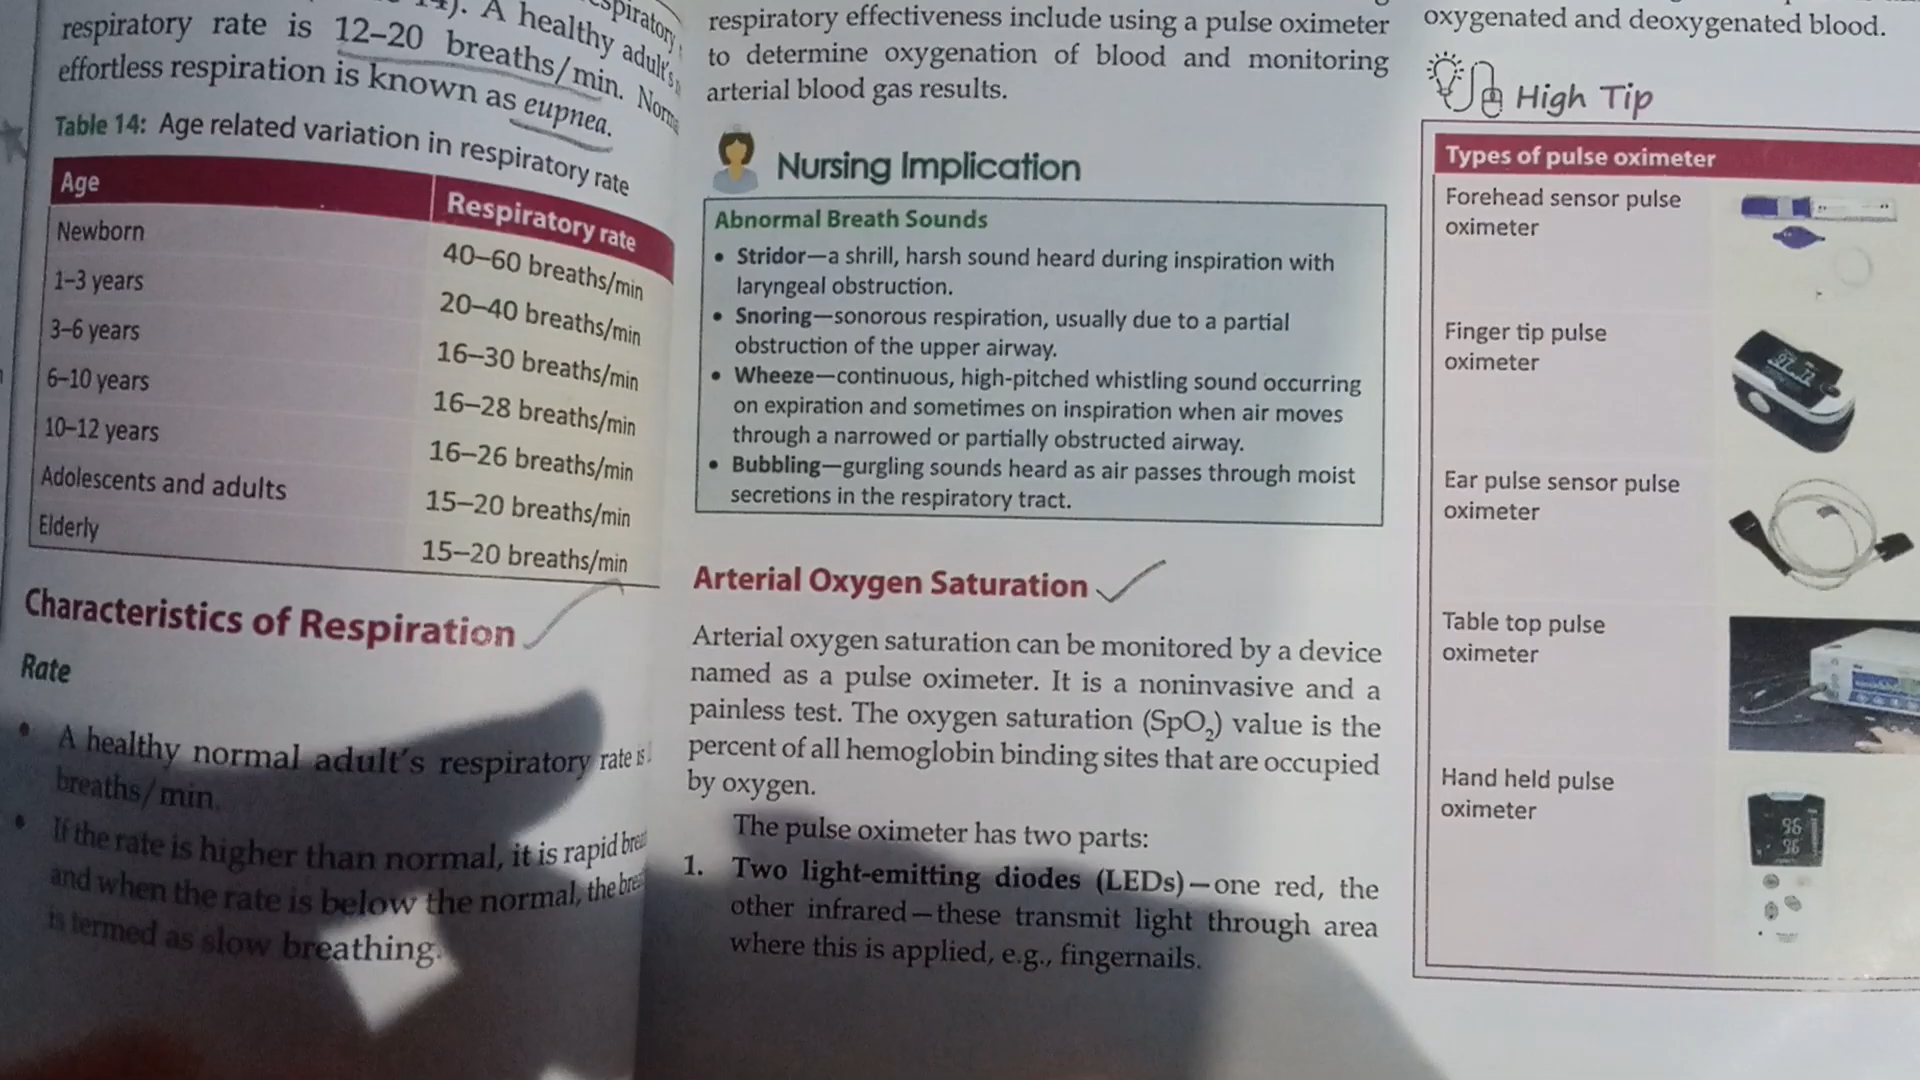 spiratory
14). A healthy adult's
respiratory rate is 12–20 breaths/min. Norma
effortless respiration is known as eupnea.
Table 14: Age related variation in respiratory rate
Age Respiratory rate
Newborn 40–60 breaths/min
1–3 years 20–40 breaths/min
3–6 years 16–30 breaths/min
6–10 years 16–28 breaths/min
10–12 years 16–26 breaths/min
Adolescents and adults 15–20 breaths/min
Elderly 15–20 breaths/min
Characteristics of Respiration
Rate
• A healthy normal adult's respiratory rate is
breaths/min.
• If the rate is higher than normal, it is rapid brea
and when the rate is below the normal, the brea
is termed as slow breathing.
respiratory effectiveness include using a pulse oximeter
to determine oxygenation of blood and monitoring
arterial blood gas results.
Nursing Implication
Abnormal Breath Sounds
• Stridor—a shrill, harsh sound heard during inspiration with
laryngeal obstruction.
• Snoring—sonorous respiration, usually due to a partial
obstruction of the upper airway.
• Wheeze—continuous, high-pitched whistling sound occurring
on expiration and sometimes on inspiration when air moves
through a narrowed or partially obstructed airway.
• Bubbling—gurgling sounds heard as air passes through moist
secretions in the respiratory tract.
Arterial Oxygen Saturation
Arterial oxygen saturation can be monitored by a device
named as a pulse oximeter. It is a noninvasive and a
painless test. The oxygen saturation (SpO₂) value is the
percent of all hemoglobin binding sites that are occupied
by oxygen.
The pulse oximeter has two parts:
1. Two light-emitting diodes (LEDs)—one red, the
other infrared—these transmit light through area
where this is applied, e.g., fingernails.
oxygenated and deoxygenated blood.
High Tip
Types of pulse oximeter
Forehead sensor pulse
oximeter
Finger tip pulse
oximeter
97 72
Ear pulse sensor pulse
oximeter
Table top pulse
oximeter
Hand held pulse
oximeter
96
96